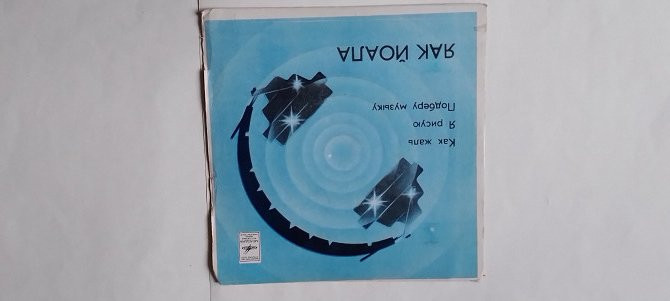 ЯАК ЙОАЛА
Подберу музыку
Я рисую
Как жаль